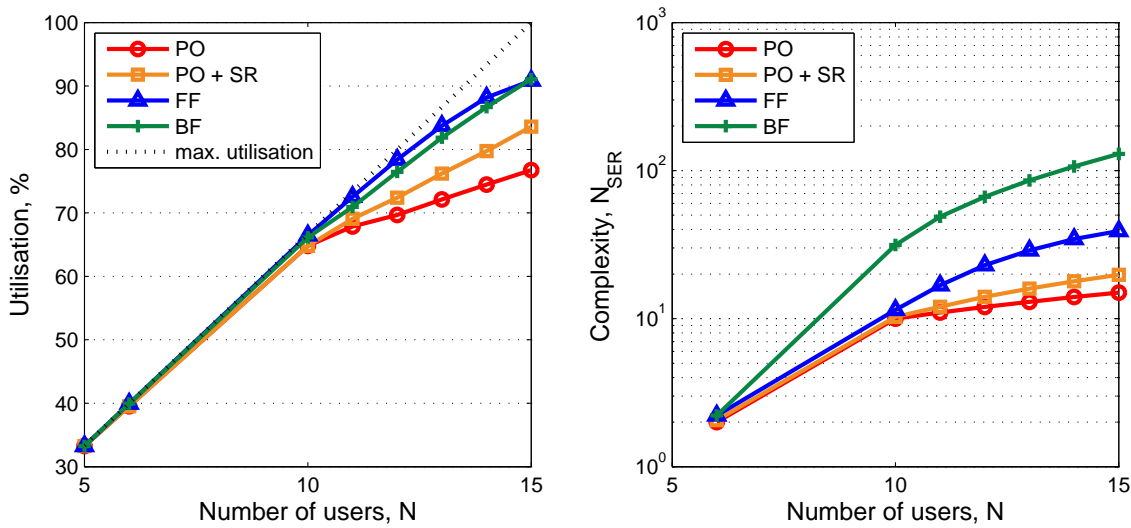 100
90
80
70
60
50
40
30
5
10
15
Utilisation, %
Number of users, N
PO
PO + SR
FF
BF
max. utilisation
10^3
10^2
10^1
10^0
5
10
15
Complexity, N_SER
Number of users, N
PO
PO + SR
FF
BF